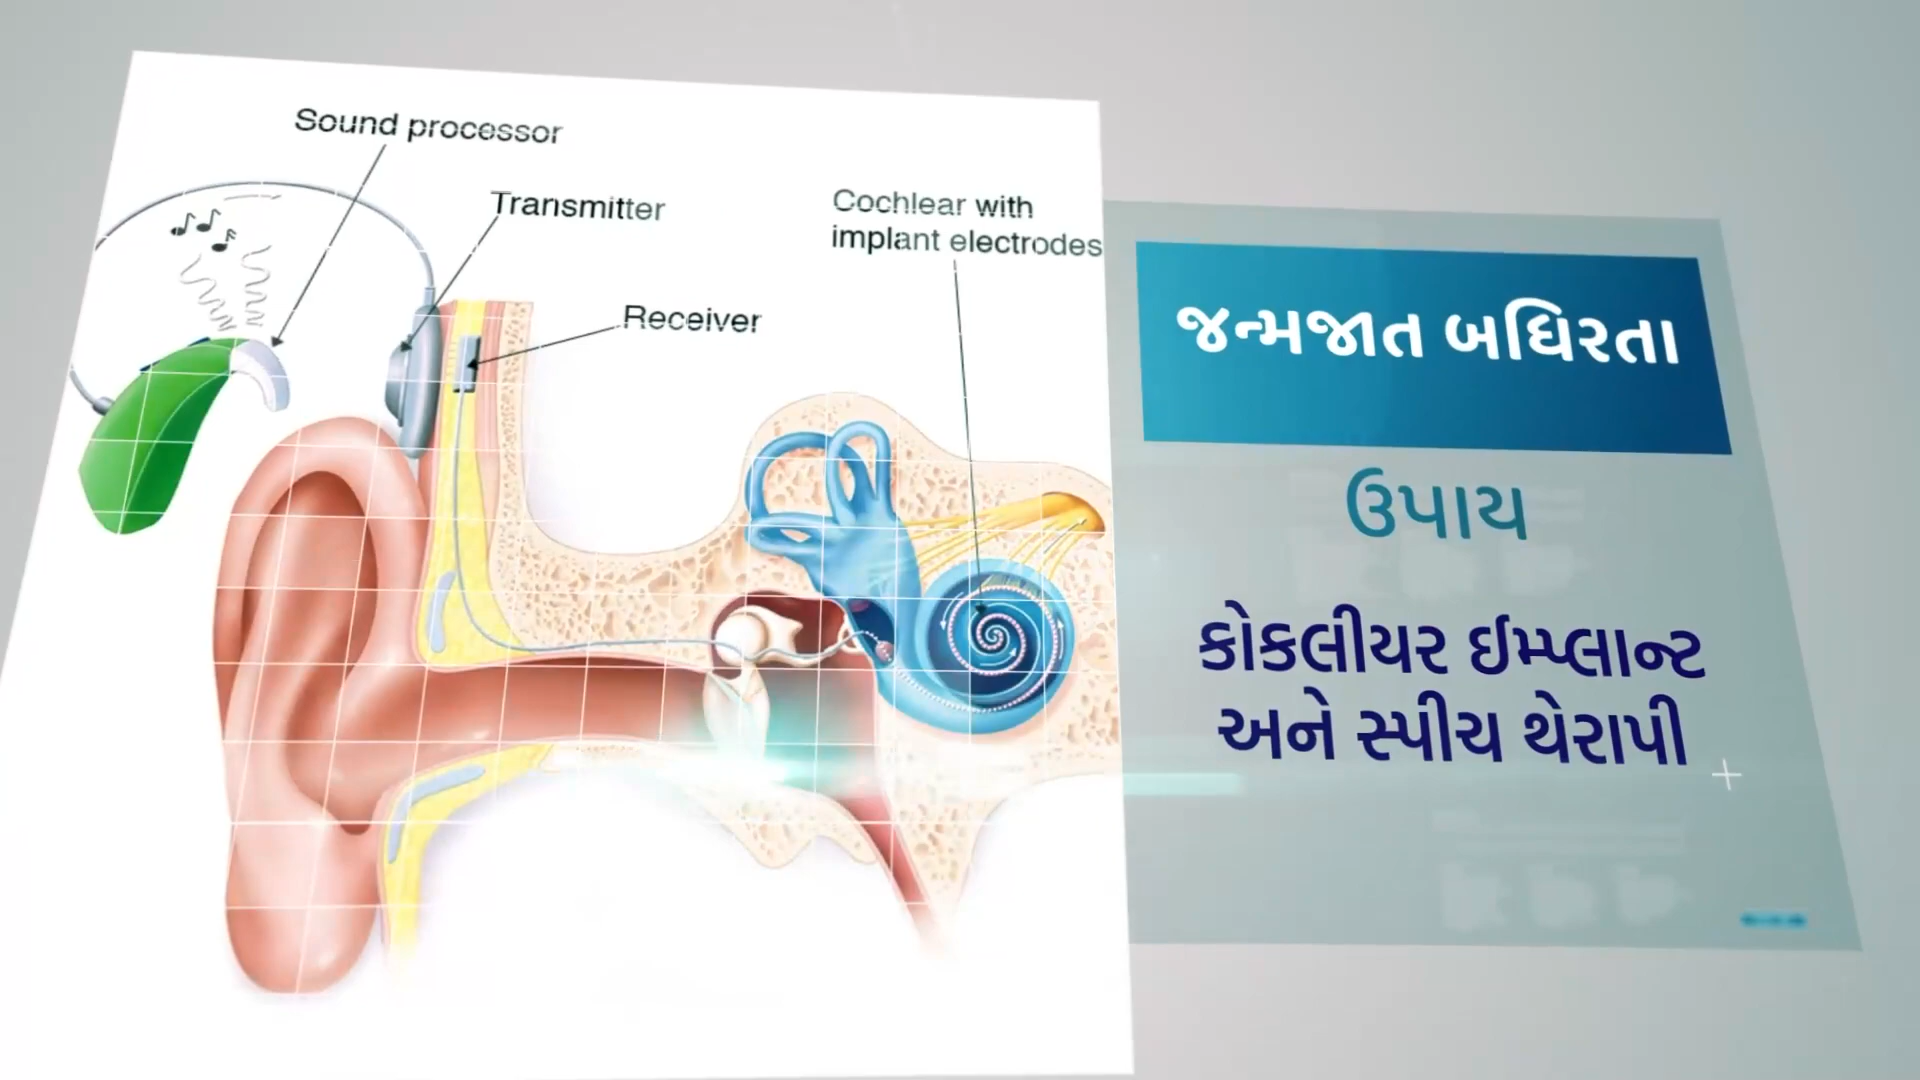 Sound processor
Transmitter
Cochlear with
implant electrodes
Receiver
જન્મજાત બધિરતા
ઉપાય
કોકલીયર ઈમ્પ્લાન્ટ
અને સ્પીચ થેરાપી